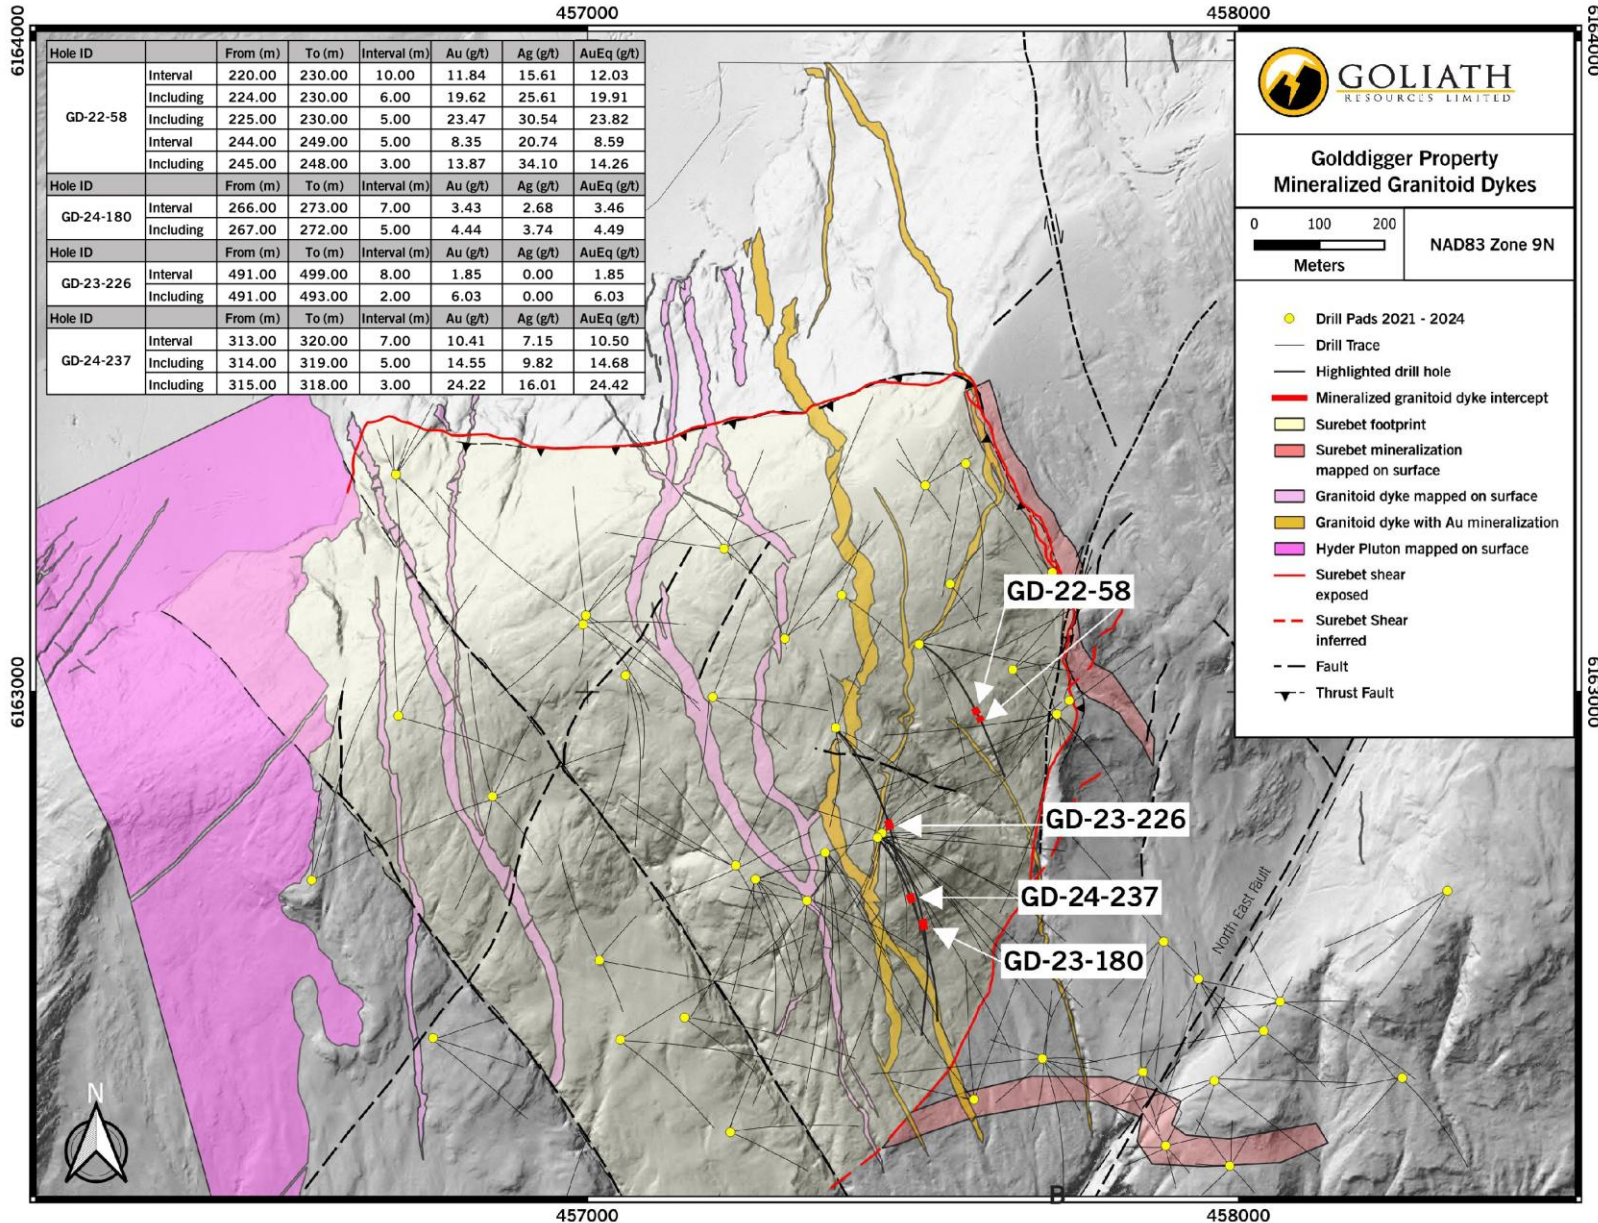 457000 458000
6164000 6164000
Hole ID From (m) To (m) Interval (m) Au (g/t) Ag (g/t) AuEq (g/t)
GD-22-58
Interval 220.00 230.00 10.00 11.84 15.61 12.03
Including 224.00 230.00 6.00 19.62 25.61 19.91
Including 225.00 230.00 5.00 23.47 30.54 23.82
Interval 244.00 249.00 5.00 8.35 20.74 8.59
Including 245.00 248.00 3.00 13.87 34.10 14.26
Hole ID From (m) To (m) Interval (m) Au (g/t) Ag (g/t) AuEq (g/t)
GD-24-180
Interval 266.00 273.00 7.00 3.43 2.68 3.46
Including 267.00 272.00 5.00 4.44 3.74 4.49
Hole ID From (m) To (m) Interval (m) Au (g/t) Ag (g/t) AuEq (g/t)
GD-23-226
Interval 491.00 499.00 8.00 1.85 0.00 1.85
Including 491.00 493.00 2.00 6.03 0.00 6.03
Hole ID From (m) To (m) Interval (m) Au (g/t) Ag (g/t) AuEq (g/t)
GD-24-237
Interval 313.00 320.00 7.00 10.41 7.15 10.50
Including 314.00 319.00 5.00 14.55 9.82 14.68
Including 315.00 318.00 3.00 24.22 16.01 24.42
GOLIATH
RESOURCES LIMITED
Golddigger Property
Mineralized Granitoid Dykes
0 100 200
Meters
NAD83 Zone 9N
Drill Pads 2021 - 2024
Drill Trace
Highlighted drill hole
Mineralized granitoid dyke intercept
Surebet footprint
Surebet mineralization
mapped on surface
Granitoid dyke mapped on surface
Granitoid dyke with Au mineralization
Hyder Pluton mapped on surface
Surebet shear
exposed
Surebet Shear
inferred
Fault
Thrust Fault
GD-22-58
6163000 6163000
GD-23-226
GD-24-237
GD-23-180
North East Fault
N
B
457000 458000